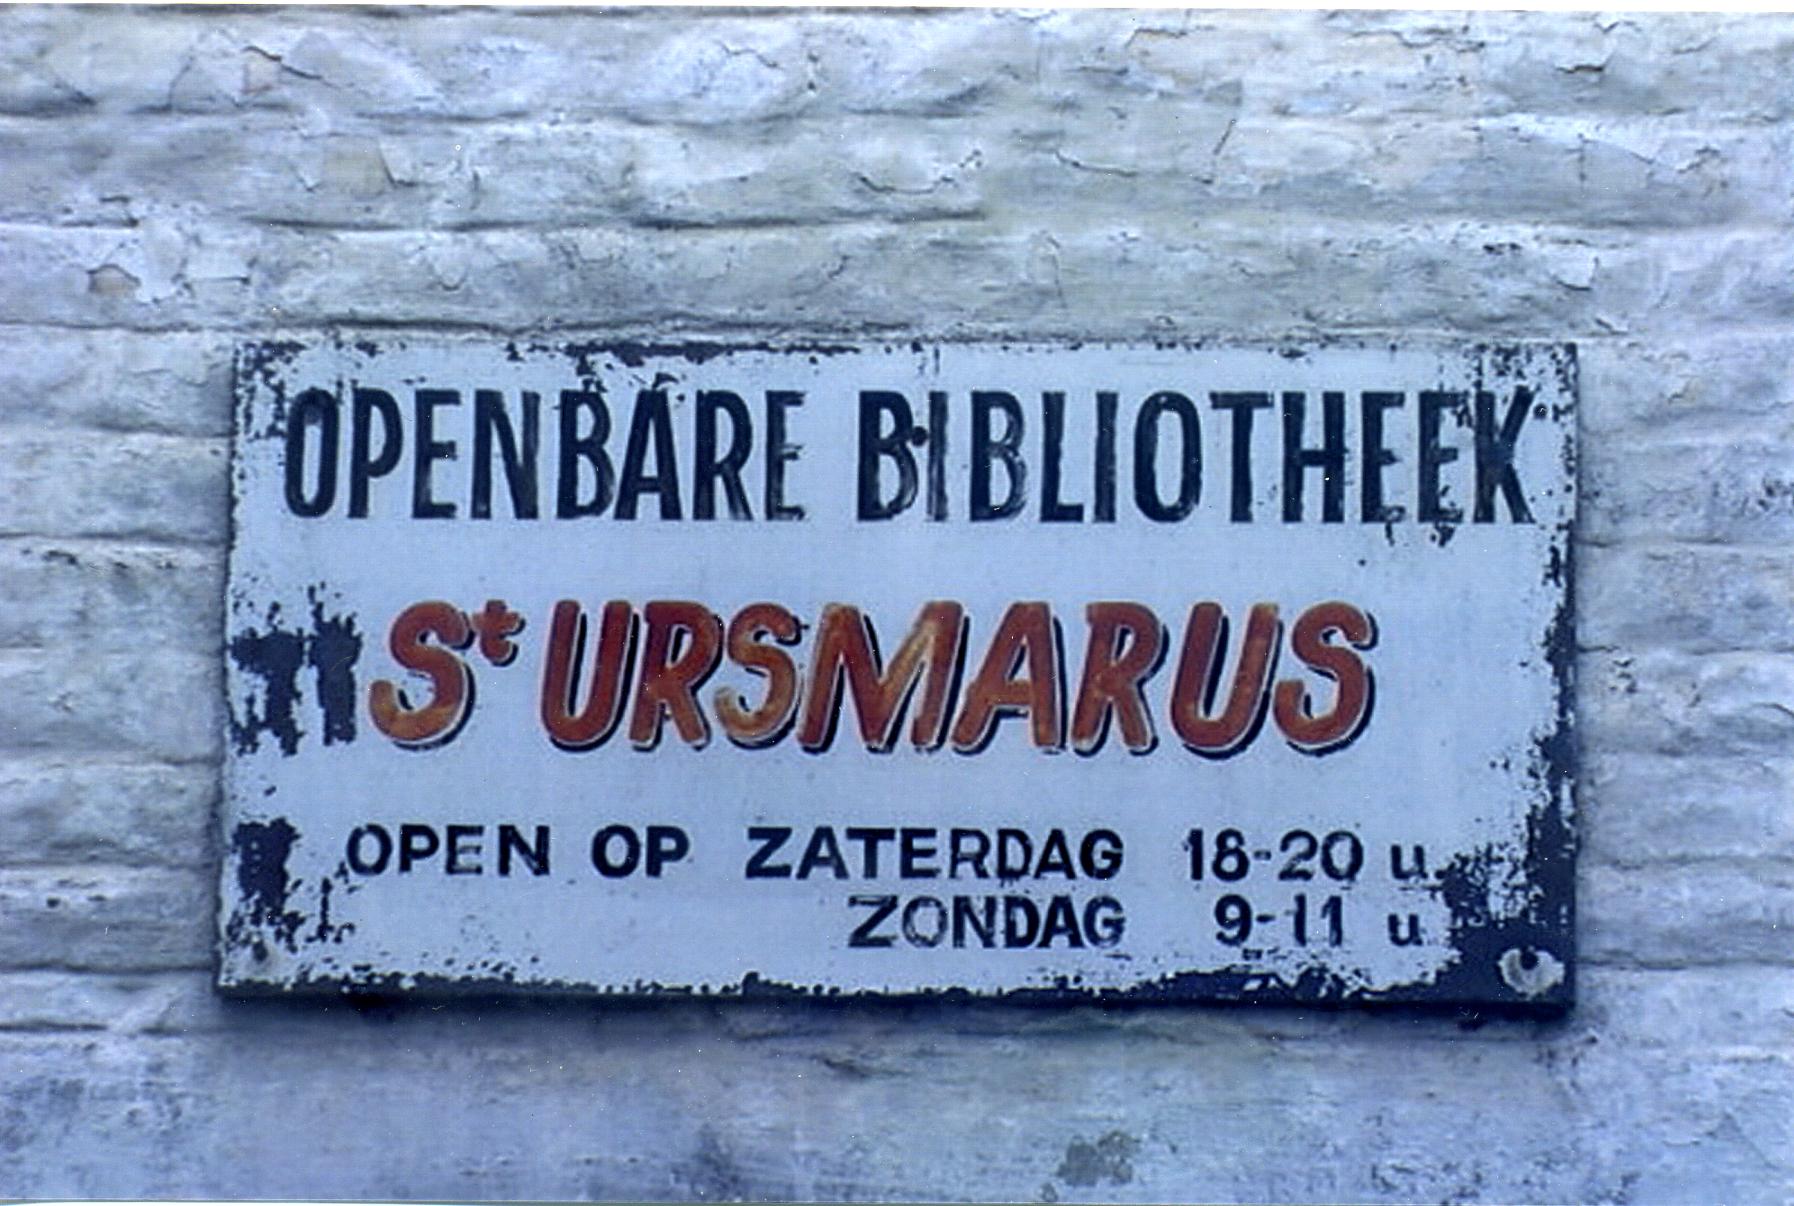 OPENBARE BIBLIOTHEEK
St URSMARUS
OPEN OP ZATERDAG 18-20 u.
ZONDAG 9-11 u